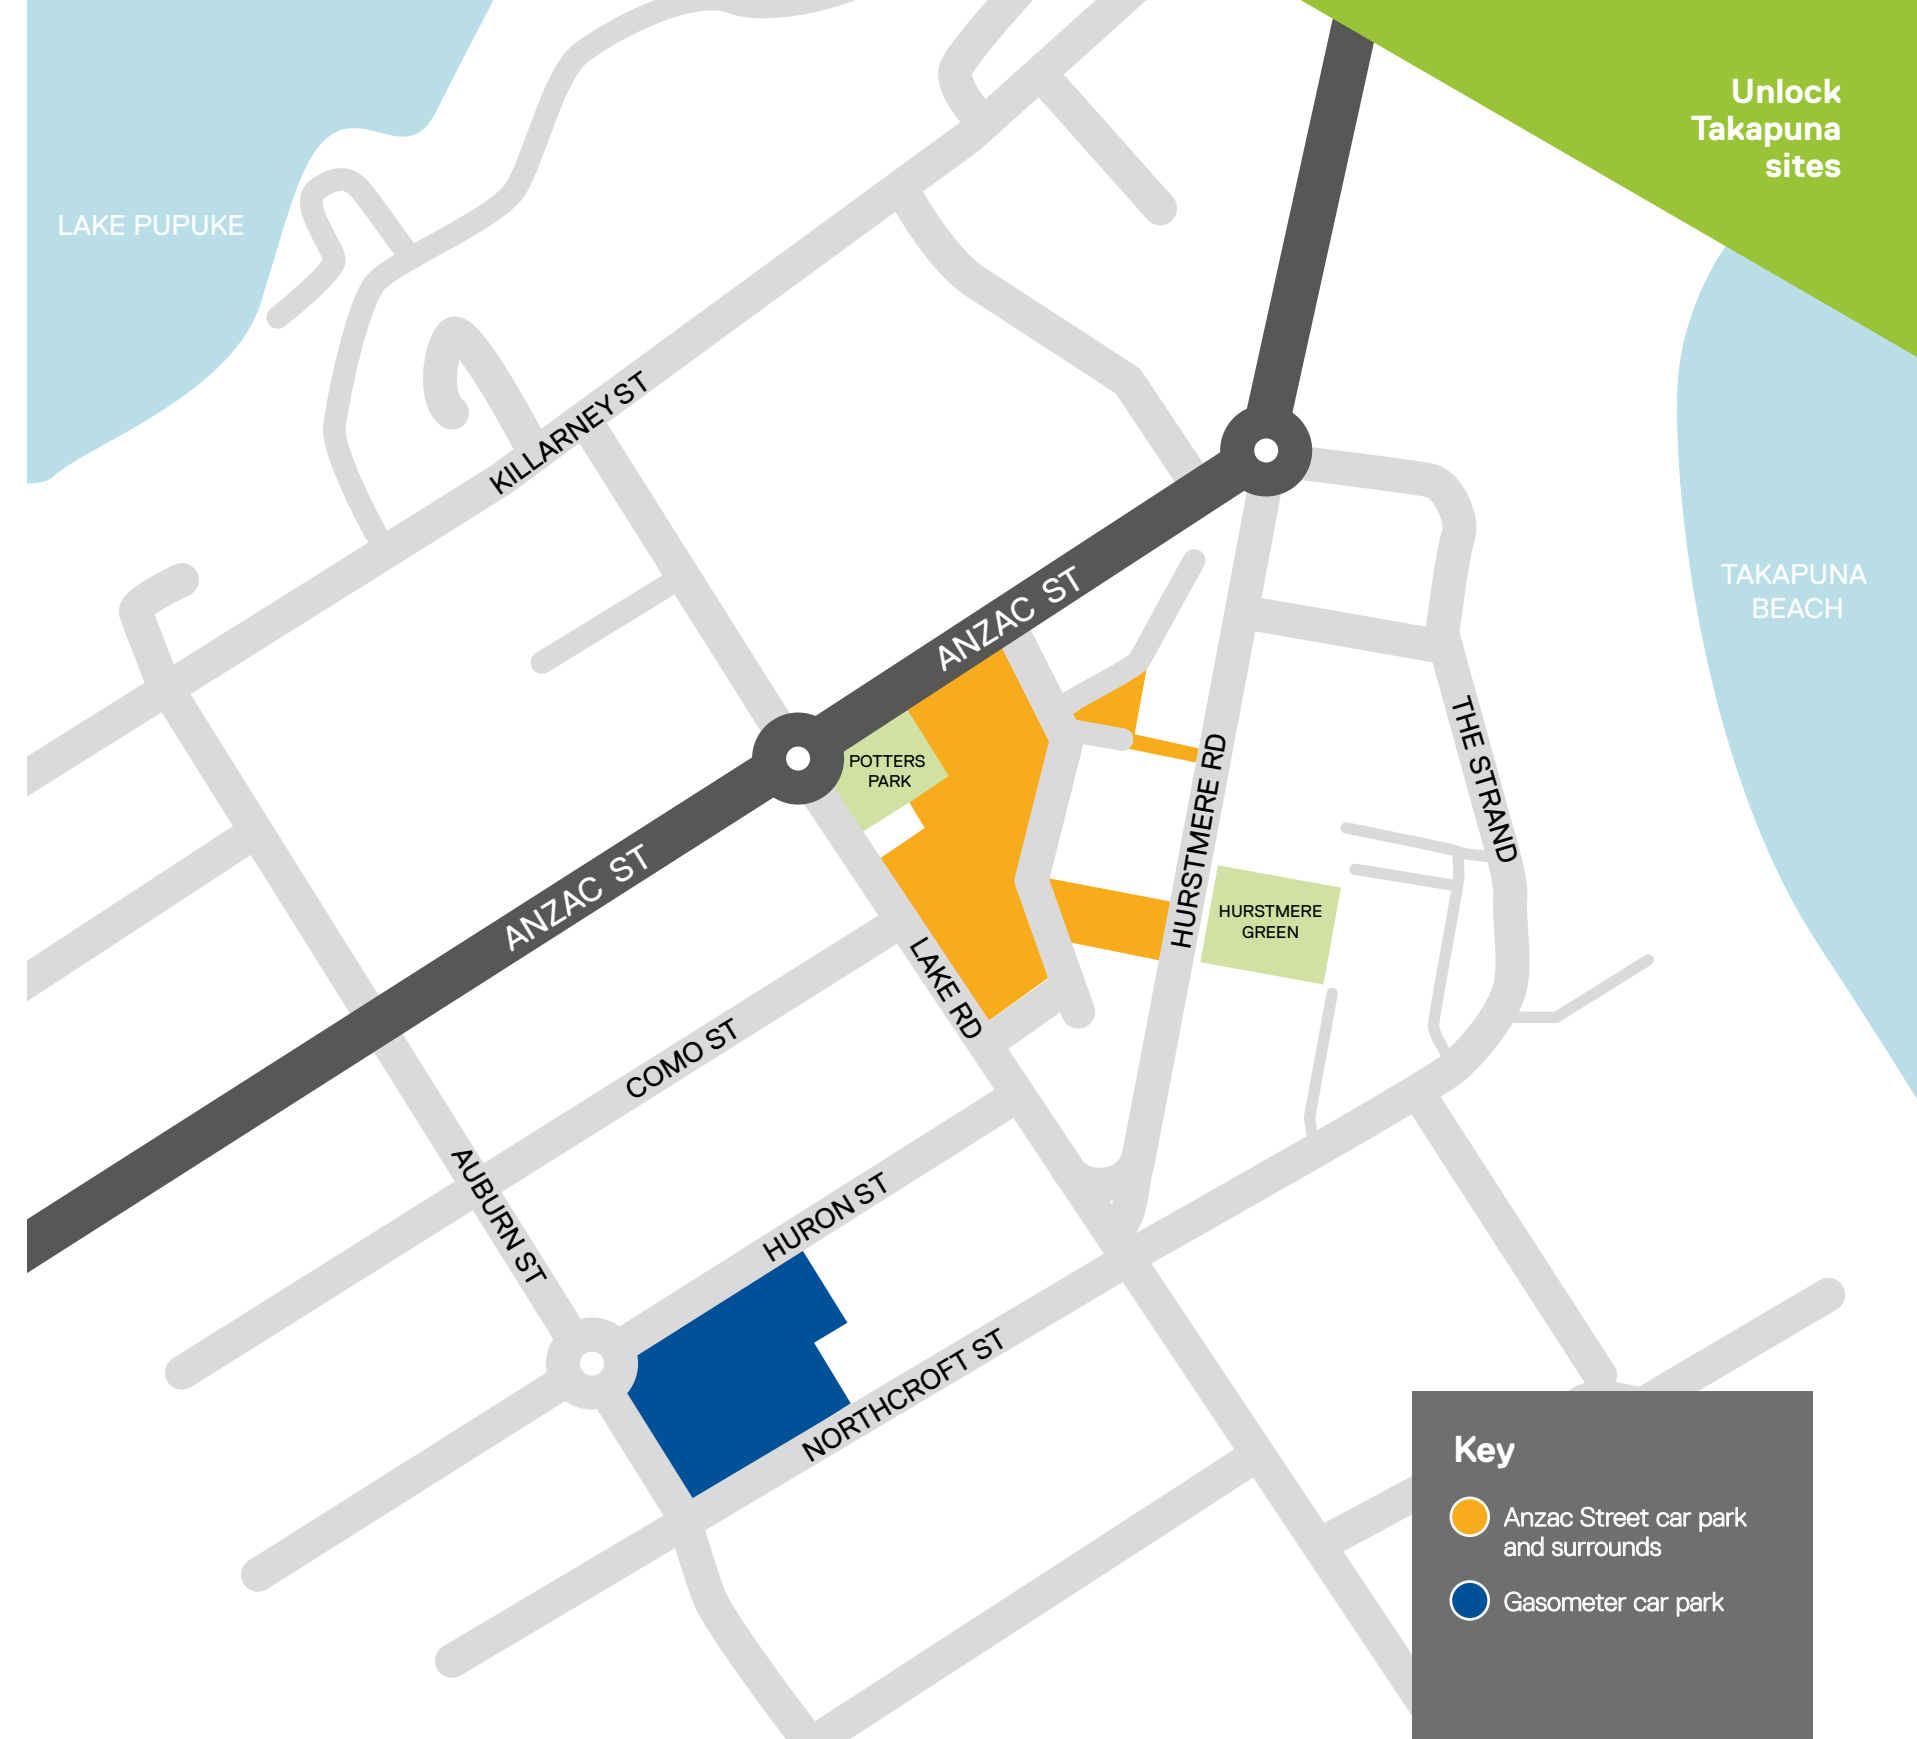 Unlock
Takapuna
sites
LAKE PUPUKE
KILLARNEY ST
TAKAPUNA
BEACH
ANZAC ST
THE STRAND
POTTERS
PARK
HURSTMERE RD
ANZAC ST
HURSTMERE
GREEN
LAKE RD
COMO ST
AUBURN ST
HURON ST
NORTHCROFT ST
Key
Anzac Street car park
and surrounds
Gasometer car park